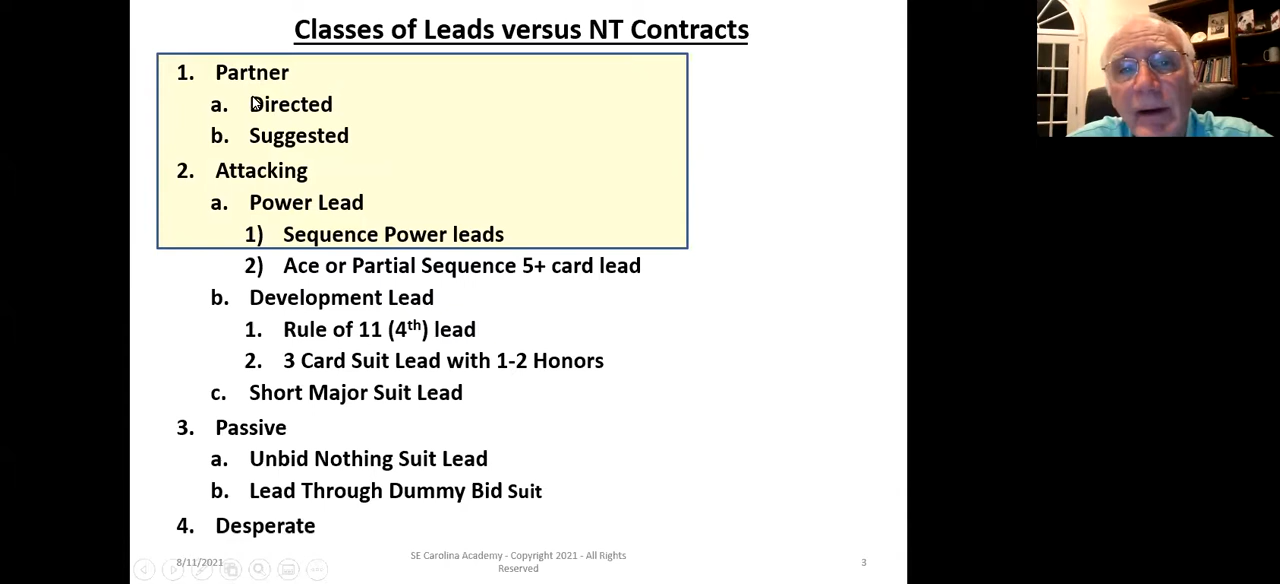 Classes of Leads versus NT Contracts
1. Partner
a. Directed
b. Suggested
2. Attacking
a. Power Lead
1) Sequence Power leads
2) Ace or Partial Sequence 5+ card lead
b. Development Lead
1. Rule of 11 (4th) lead
2. 3 Card Suit Lead with 1-2 Honors
c. Short Major Suit Lead
3. Passive
a. Unbid Nothing Suit Lead
b. Lead Through Dummy Bid Suit
4. Desperate
8/11/2021
SE Carolina Academy - Copyright 2021 - All Rights
Reserved
3